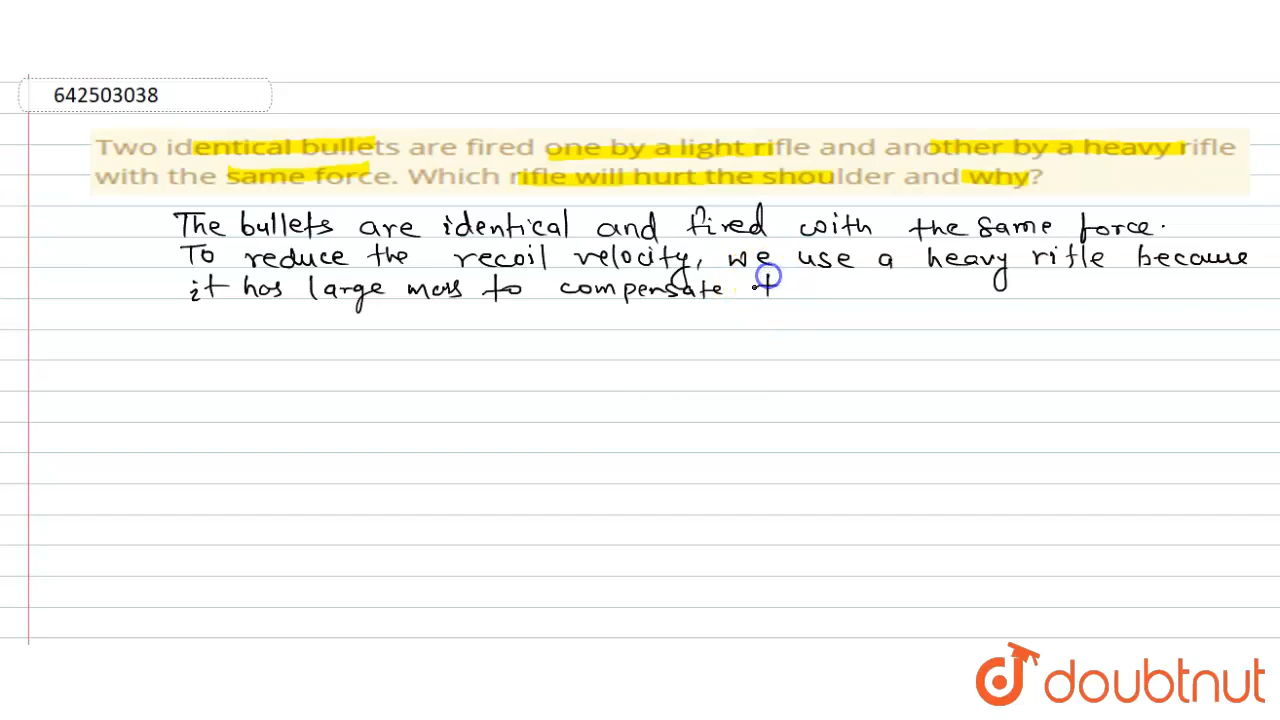 642503038
Two identical bullets are fired one by a light rifle and another by a heavy rifle
with the same force. Which rifle will hurt the shoulder and why?
The bullets are identical and fired with the same force.
To reduce the recoil velocity, we use a heavy rifle because
it has large mass to compensate t
doubtnut